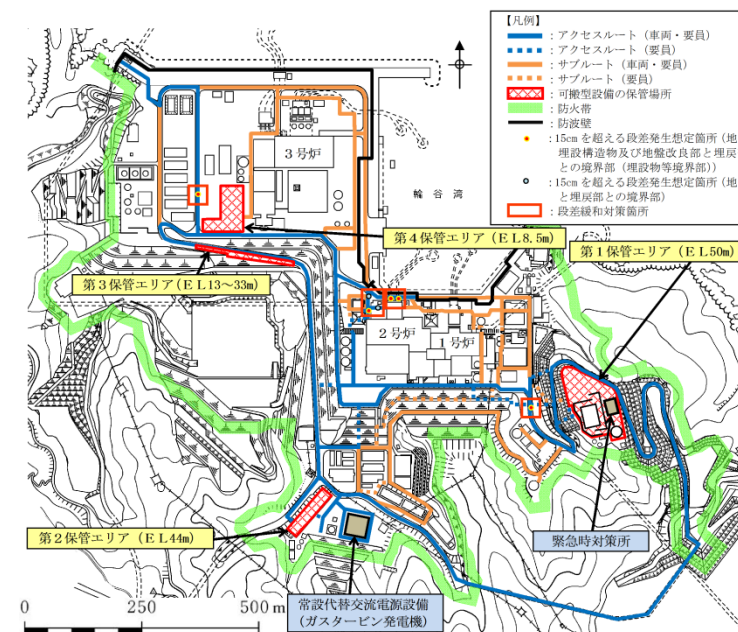 【凡例】
：アクセスルート（車両・要員）
：アクセスルート（要員）
：サブルート（車両・要員）
：サブルート（要員）
：可搬型設備の保管場所
：防火帯
：防波壁
：15cmを超える段差発生想定箇所（地
埋設構造物及び地盤改良部と埋戻
との境界部（埋設物等境界部））
：15cmを超える段差発生想定箇所（地
と埋戻部との境界部）
：段差緩和対策箇所
3号炉
輪谷湾
第4保管エリア（EL8.5m）
第1保管エリア（EL50m）
第3保管エリア（EL13～33m）
2号炉
1号炉
第2保管エリア（EL44m）
緊急時対策所
常設代替交流電源設備
（ガスタービン発電機）
0 250 500 m